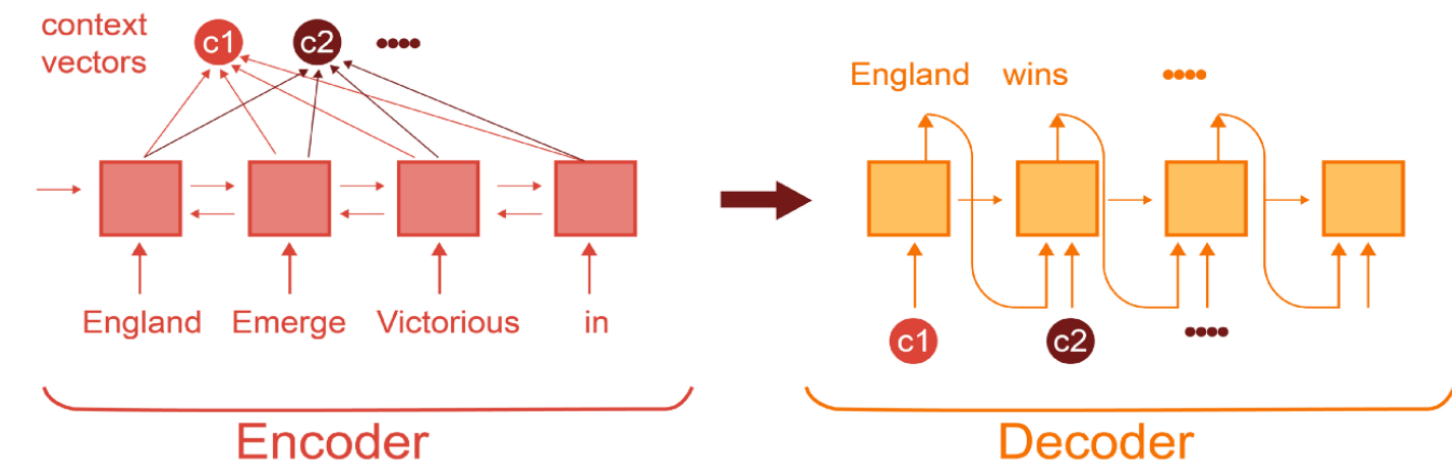 context
vectors
c1 c2 ••••
England wins ••••
England Emerge Victorious in
c1 c2 ••••
Encoder
Decoder